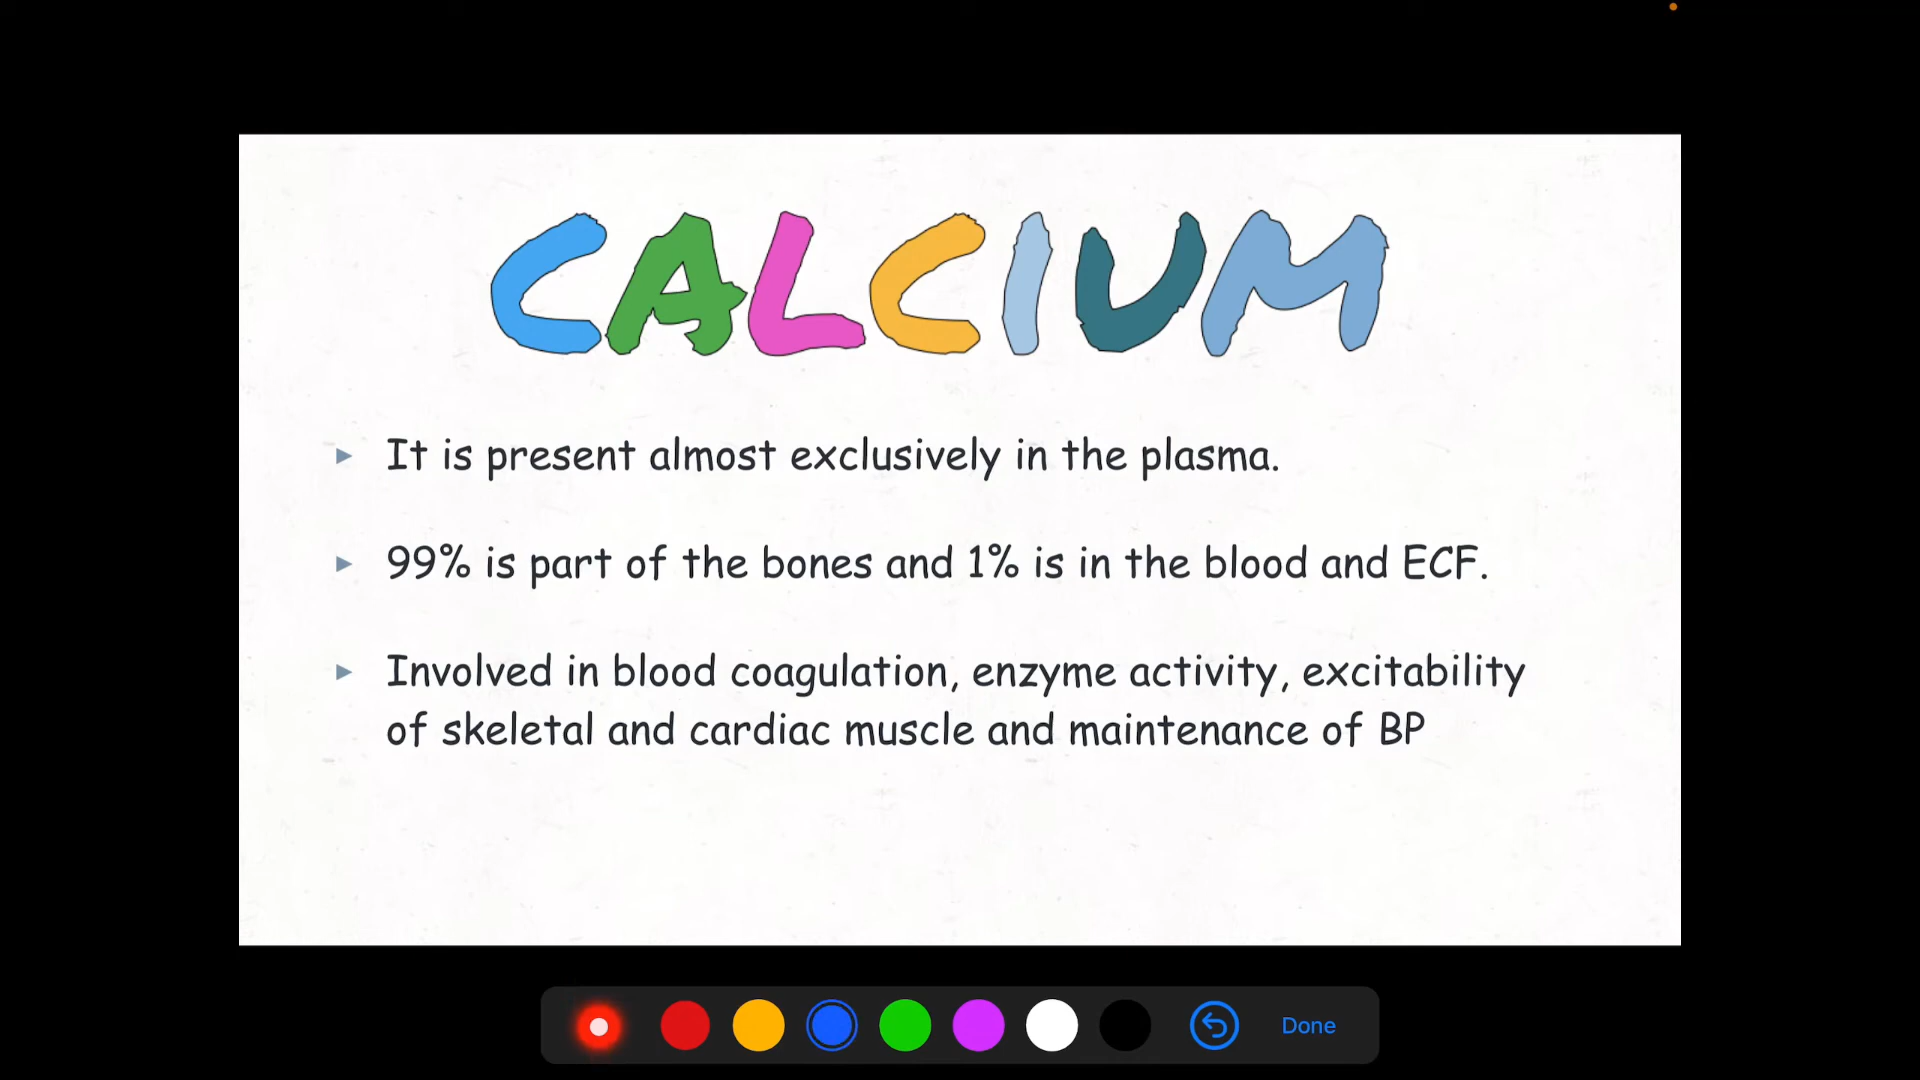 CALCIUM
It is present almost exclusively in the plasma.
99% is part of the bones and 1% is in the blood and ECF.
Involved in blood coagulation, enzyme activity, excitability
of skeletal and cardiac muscle and maintenance of BP
Done